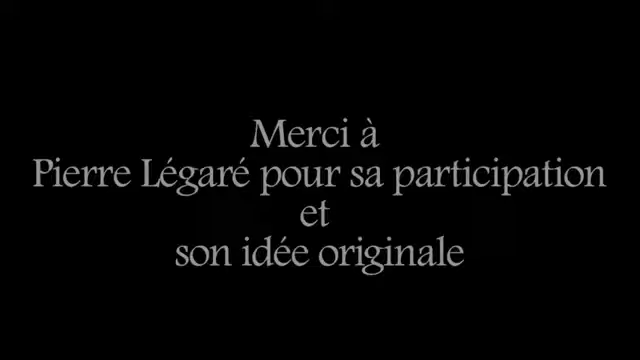 Merci à
Pierre Légaré pour sa participation
et
son idée originale